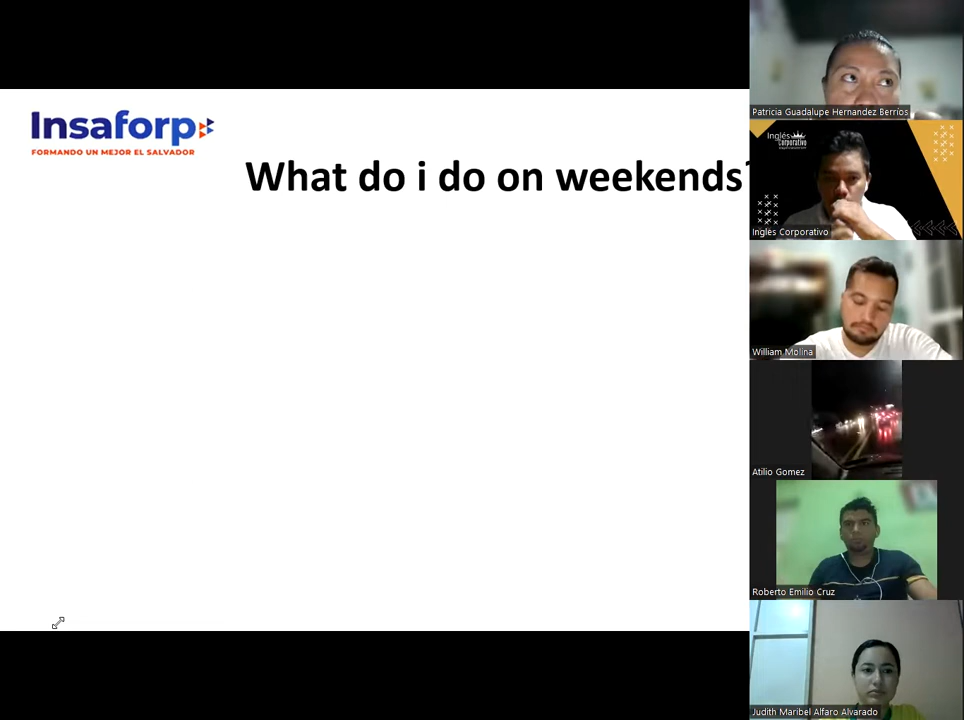 Insaforp
FORMANDO UN MEJOR EL SALVADOR
What do i do on weekends?
Patricia Guadalupe Hernandez Berríos
Inglés
Corporativo
Inglés Corporativo
William Molina
Atilio Gomez
Roberto Emilio Cruz
Judith Maribel Alfaro Alvarado